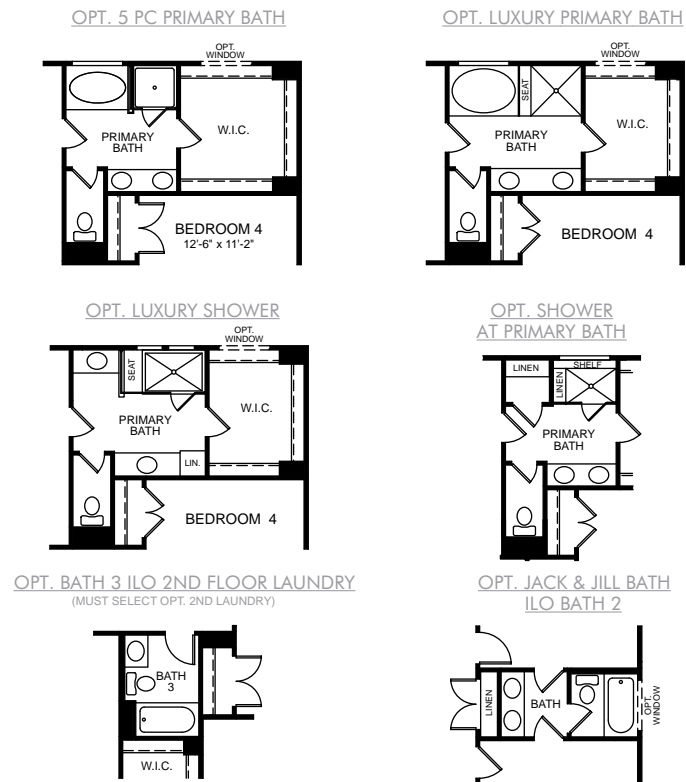 OPT. 5 PC PRIMARY BATH
OPT.
WINDOW
PRIMARY
BATH
W.I.C.
BEDROOM 4
12'-6" x 11'-2"
OPT. LUXURY PRIMARY BATH
OPT.
WINDOW
SEAT
PRIMARY
BATH
W.I.C.
BEDROOM 4
OPT. LUXURY SHOWER
OPT.
WINDOW
SEAT
PRIMARY
BATH
W.I.C.
LIN.
BEDROOM 4
OPT. SHOWER
AT PRIMARY BATH
LINEN
SHELF
LINEN
PRIMARY
BATH
OPT. BATH 3 ILO 2ND FLOOR LAUNDRY
(MUST SELECT OPT. 2ND LAUNDRY)
BATH
3
W.I.C.
OPT. JACK & JILL BATH
ILO BATH 2
LINEN
BATH
OPT.
WINDOW